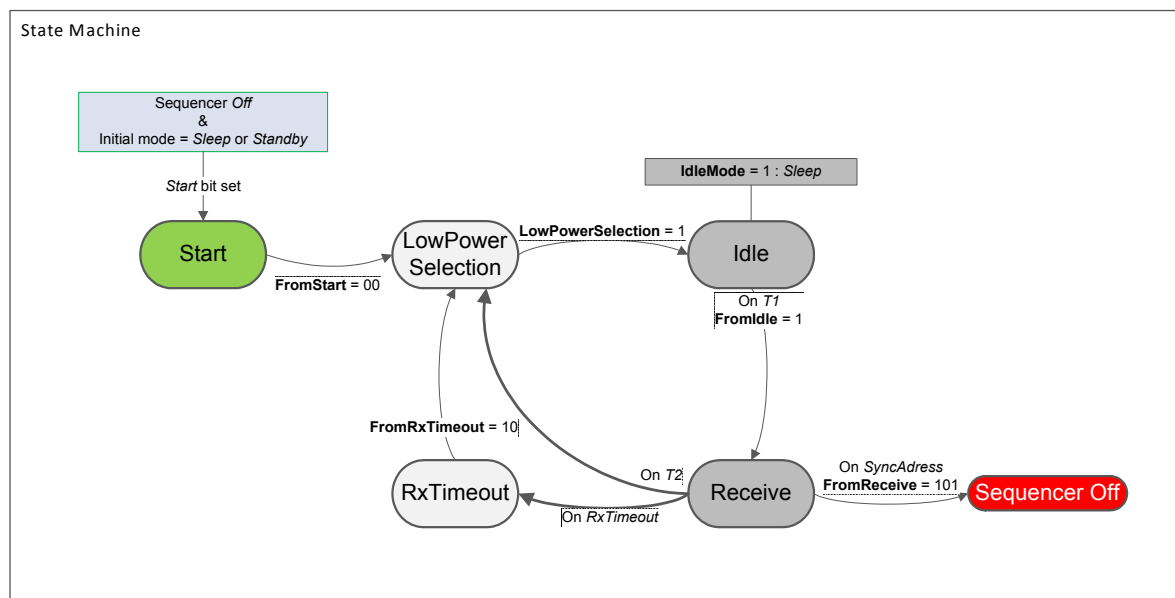 State Machine
Sequencer Off
&
Initial mode = Sleep or Standby
Start bit set
IdleMode = 1 : Sleep
Start
LowPower
Selection
LowPowerSelection = 1
Idle
FromStart = 00
On T1
FromIdle = 1
FromRxTimeout = 10
On T2
On SyncAdress
FromReceive = 101
RxTimeout
On RxTimeout
Receive
Sequencer Off